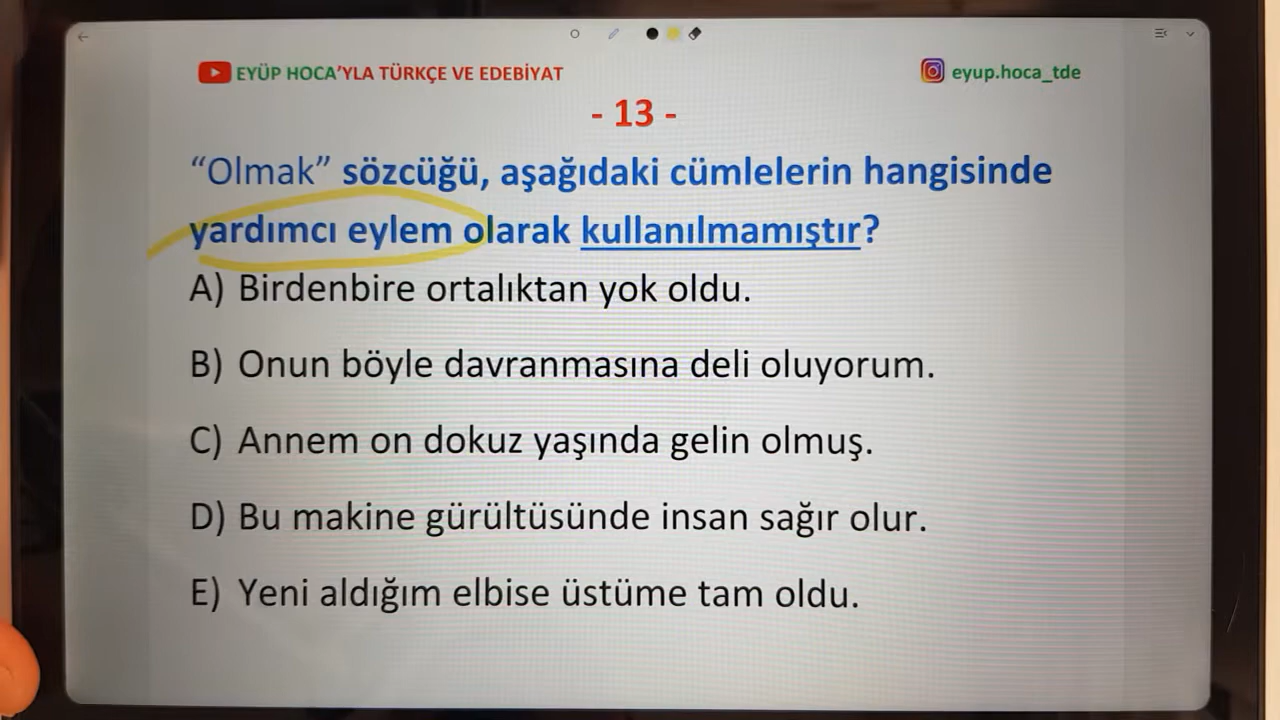 EYÜP HOCA'YLA TÜRKÇE VE EDEBİYAT
eyup.hoca_tde
- 13 -
“Olmak” sözcüğü, aşağıdaki cümlelerin hangisinde
yardımcı eylem olarak kullanılmamıştır?
A) Birdenbire ortalıktan yok oldu.
B) Onun böyle davranmasına deli oluyorum.
C) Annem on dokuz yaşında gelin olmuş.
D) Bu makine gürültüsünde insan sağır olur.
E) Yeni aldığım elbise üstüme tam oldu.